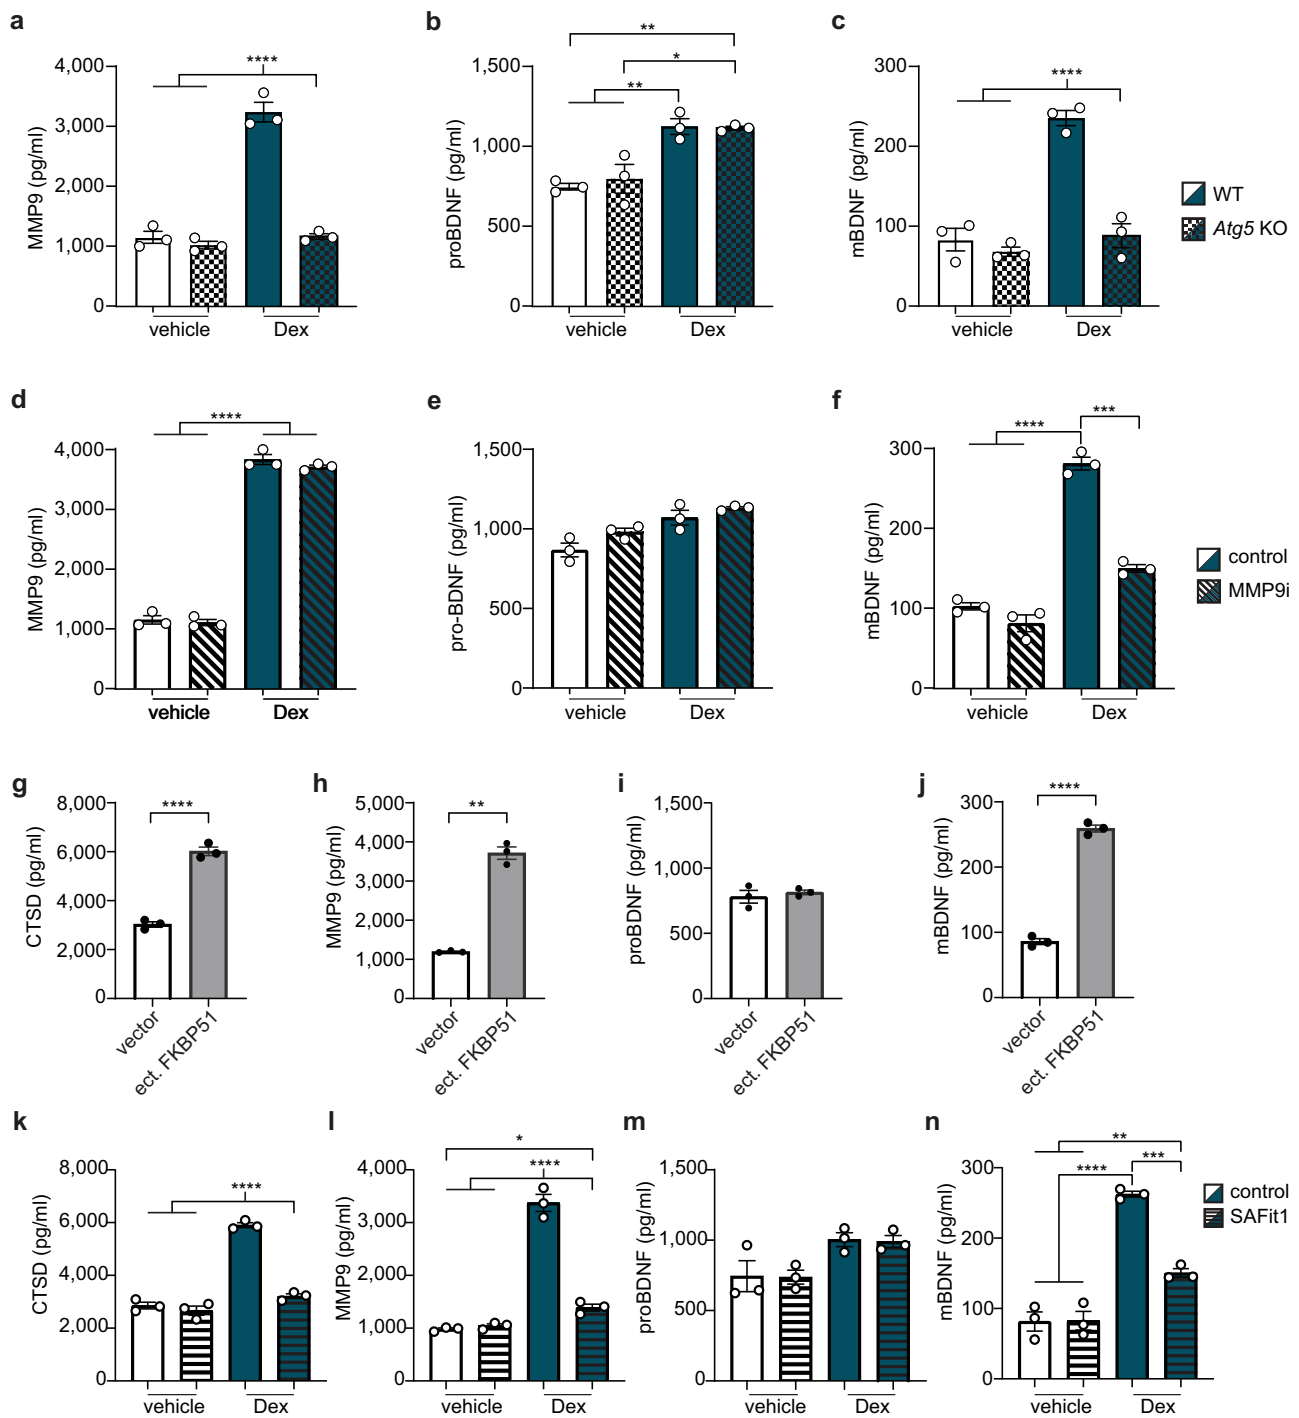 a
MMP9 (pg/ml)
4,000
3,000
2,000
1,000
0
****
vehicle
Dex
b
proBDNF (pg/ml)
1,500
1,000
500
0
**
*
**
vehicle
Dex
c
mBDNF (pg/ml)
300
200
100
0
****
vehicle
Dex
WT
Atg5 KO
d
MMP9 (pg/ml)
4,000
3,000
2,000
1,000
0
****
vehicle
Dex
e
pro-BDNF (pg/ml)
1,500
1,000
500
0
vehicle
Dex
f
mBDNF (pg/ml)
300
200
100
0
****
***
vehicle
Dex
control
MMP9i
g
CTSD (pg/ml)
8,000
6,000
4,000
2,000
0
****
vector
ect. FKBP51
h
MMP9 (pg/ml)
5,000
4,000
3,000
2,000
1,000
0
**
vector
ect. FKBP51
i
proBDNF (pg/ml)
1,500
1,000
500
0
vector
ect. FKBP51
j
mBDNF (pg/ml)
300
200
100
0
****
vector
ect. FKBP51
k
CTSD (pg/ml)
8,000
6,000
4,000
2,000
0
****
vehicle
Dex
l
MMP9 (pg/ml)
4,000
3,000
2,000
1,000
0
*
****
vehicle
Dex
m
proBDNF (pg/ml)
1,500
1,000
500
0
vehicle
Dex
n
mBDNF (pg/ml)
300
200
100
0
**
****
***
vehicle
Dex
control
SAFit1